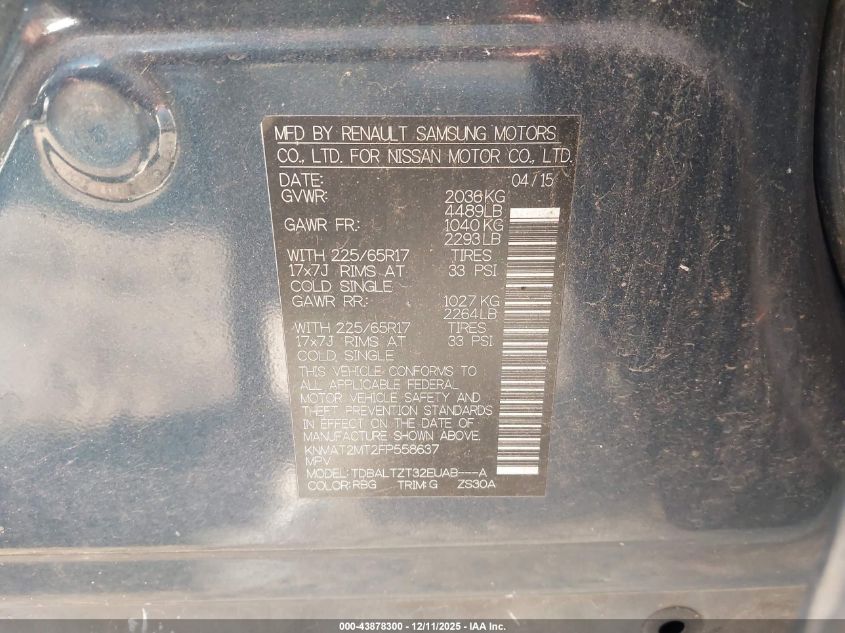 MFD BY RENAULT SAMSUNG MOTORS
CO., LTD. FOR NISSAN MOTOR CO., LTD.
DATE: 04/15
GVWR: 2036KG
4489LB
GAWR FR: 1040KG
2293LB
WITH 225/65R17 TIRES
17x7J RIMS AT 33 PSI
COLD SINGLE
GAWR RR: 1027KG
2264LB
WITH 225/65R17 TIRES
17x7J RIMS AT 33 PSI
COLD SINGLE
THIS VEHICLE CONFORMS TO
ALL APPLICABLE FEDERAL
MOTOR VEHICLE SAFETY AND
THEFT PREVENTION STANDARDS
IN EFFECT ON THE DATE OF
MANUFACTURE SHOWN ABOVE.
KNMAT2MT2FP558637
MPV
MODEL: TDBALTZT32EUAB----A
COLOR: RBG TRIM: G ZS30A
000-43878300 - 12/11/2025 - IAA Inc.